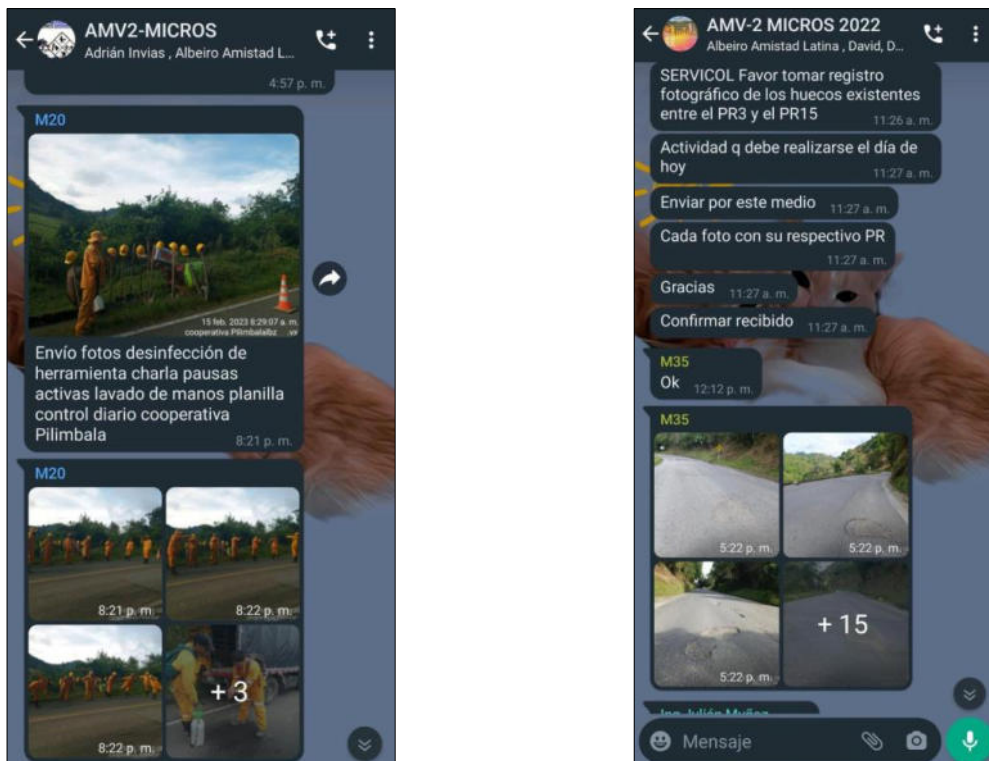 AMV2-MICROS
Adrián Invias , Albeiro Amistad L...
4:57 p. m.
M20
15 feb. 2023 8:29:07 a. m.
cooperativa Pilimbalaibz
Envío fotos desinfección de
herramienta charla pausas
activas lavado de manos planilla
control diario cooperativa
Pilimbala
8:21 p. m.
M20
8:21 p. m.
8:22 p. m.
8:22 p. m.
+ 3
AMV-2 MICROS 2022
Albeiro Amistad Latina , David, D...
SERVICOL Favor tomar registro
fotográfico de los huecos existentes
entre el PR3 y el PR15
11:26 a. m.
Actividad q debe realizarse el día de
hoy
11:27 a. m.
Enviar por este medio 11:27 a. m.
Cada foto con su respectivo PR
11:27 a. m.
Gracias 11:27 a. m.
Confirmar recibido 11:27 a. m.
M35
Ok 12:12 p. m.
M35
5:22 p. m.
5:22 p. m.
5:22 p. m.
+ 15
Ing Julián Muñoz
Mensaje